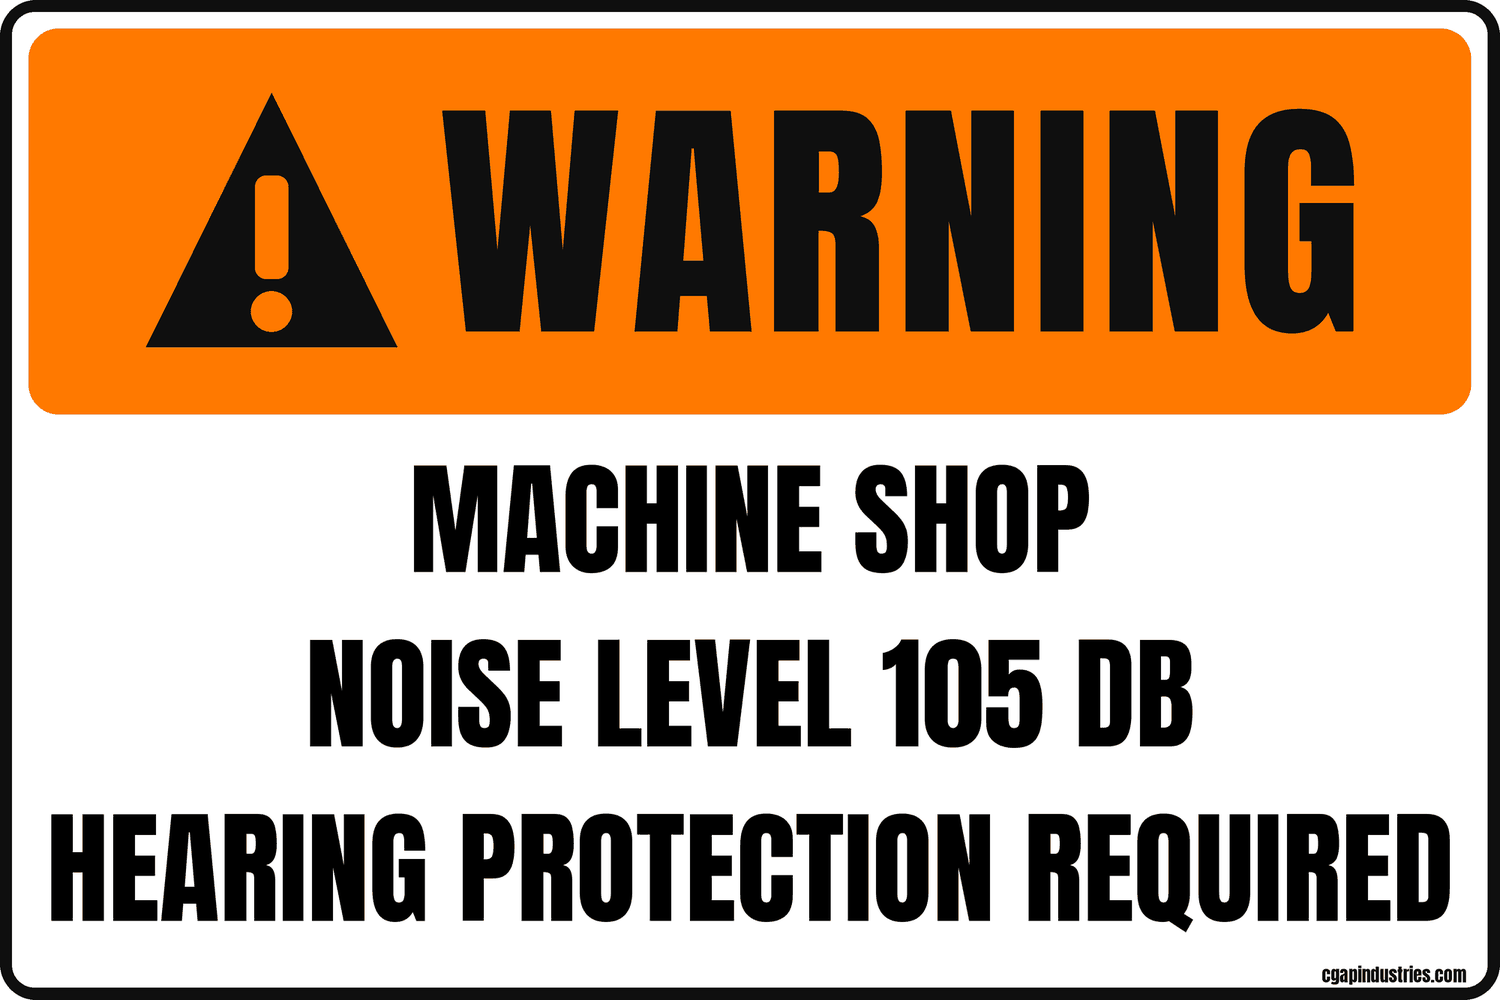 WARNING
MACHINE SHOP
NOISE LEVEL 105 DB
HEARING PROTECTION REQUIRED
cgapindustries.com